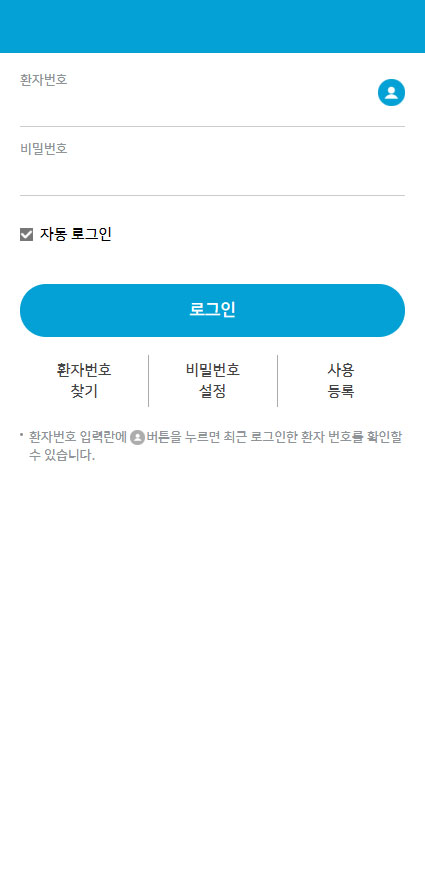 환자번호
비밀번호
자동 로그인
로그인
환자번호
찾기
비밀번호
설정
사용
등록
• 환자번호 입력란에 버튼을 누르면 최근 로그인한 환자 번호를 확인할
수 있습니다.